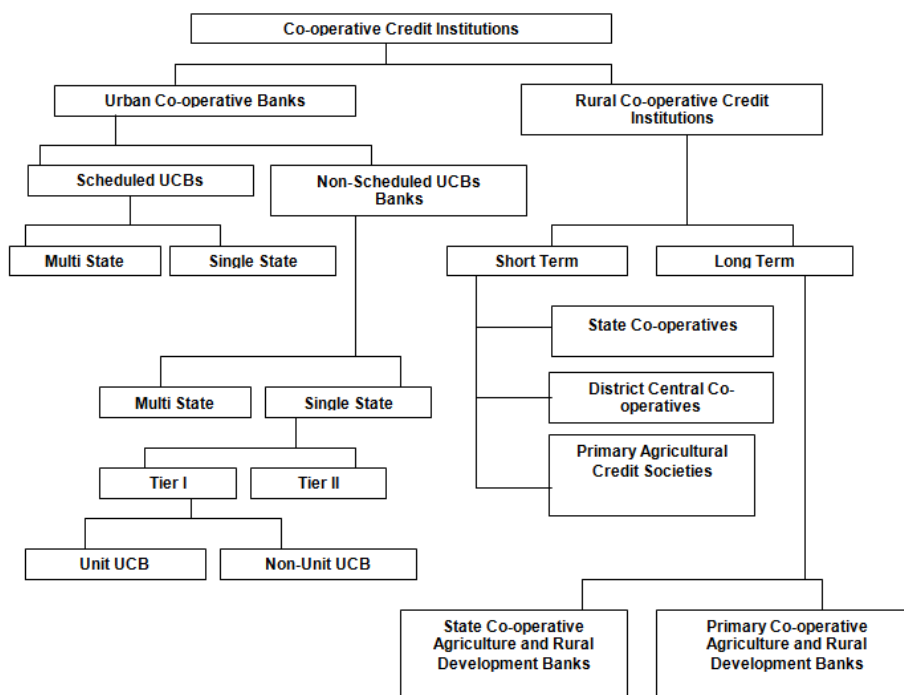 Co-operative Credit Institutions
Urban Co-operative Banks
Rural Co-operative Credit
Institutions
Scheduled UCBs
Non-Scheduled UCBs
Banks
Multi State
Single State
Short Term
Long Term
State Co-operatives
District Central Co-
operatives
Multi State
Single State
Primary Agricultural
Credit Societies
Tier I
Tier II
Unit UCB
Non-Unit UCB
State Co-operative
Agriculture and Rural
Development Banks
Primary Co-operative
Agriculture and Rural
Development Banks